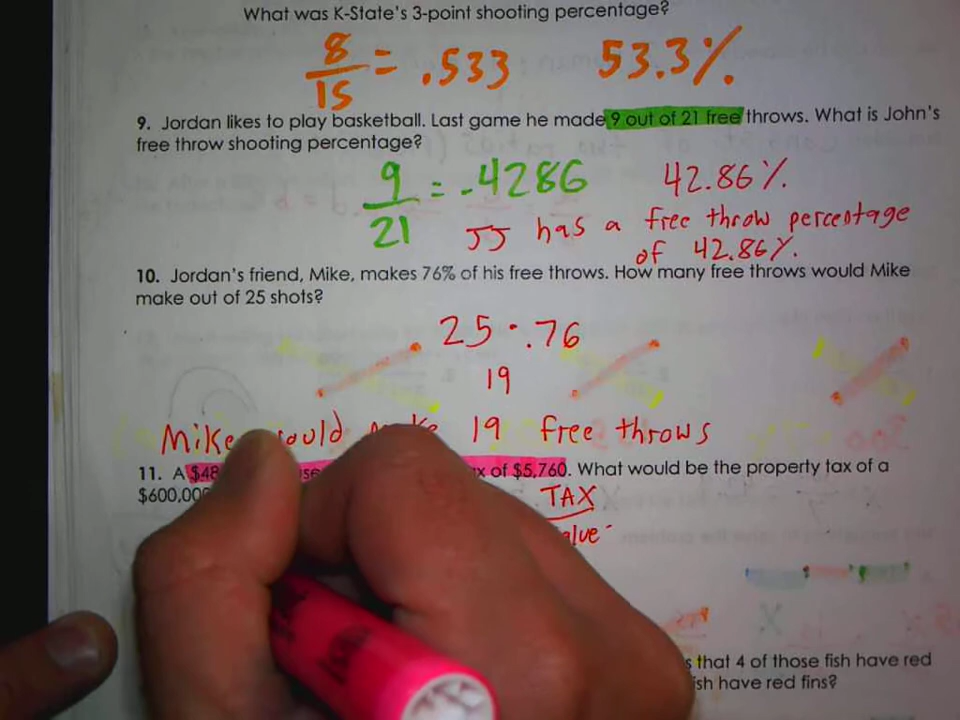 What was K-State's 3-point shooting percentage?
8/15 = .533 53.3%
9. Jordan likes to play basketball. Last game he made 9 out of 21 free throws. What is John's
free throw shooting percentage?
9/21 = .4286 42.86%
JJ has a free throw percentage
of 42.86%.
10. Jordan's friend, Mike, makes 76% of his free throws. How many free throws would Mike
make out of 25 shots?
25 · .76
19
Mike would make 19 free throws
11. A $48 of $5,760. What would be the property tax of a
$600,000
TAX
that 4 of those fish have red
fish have red fins?